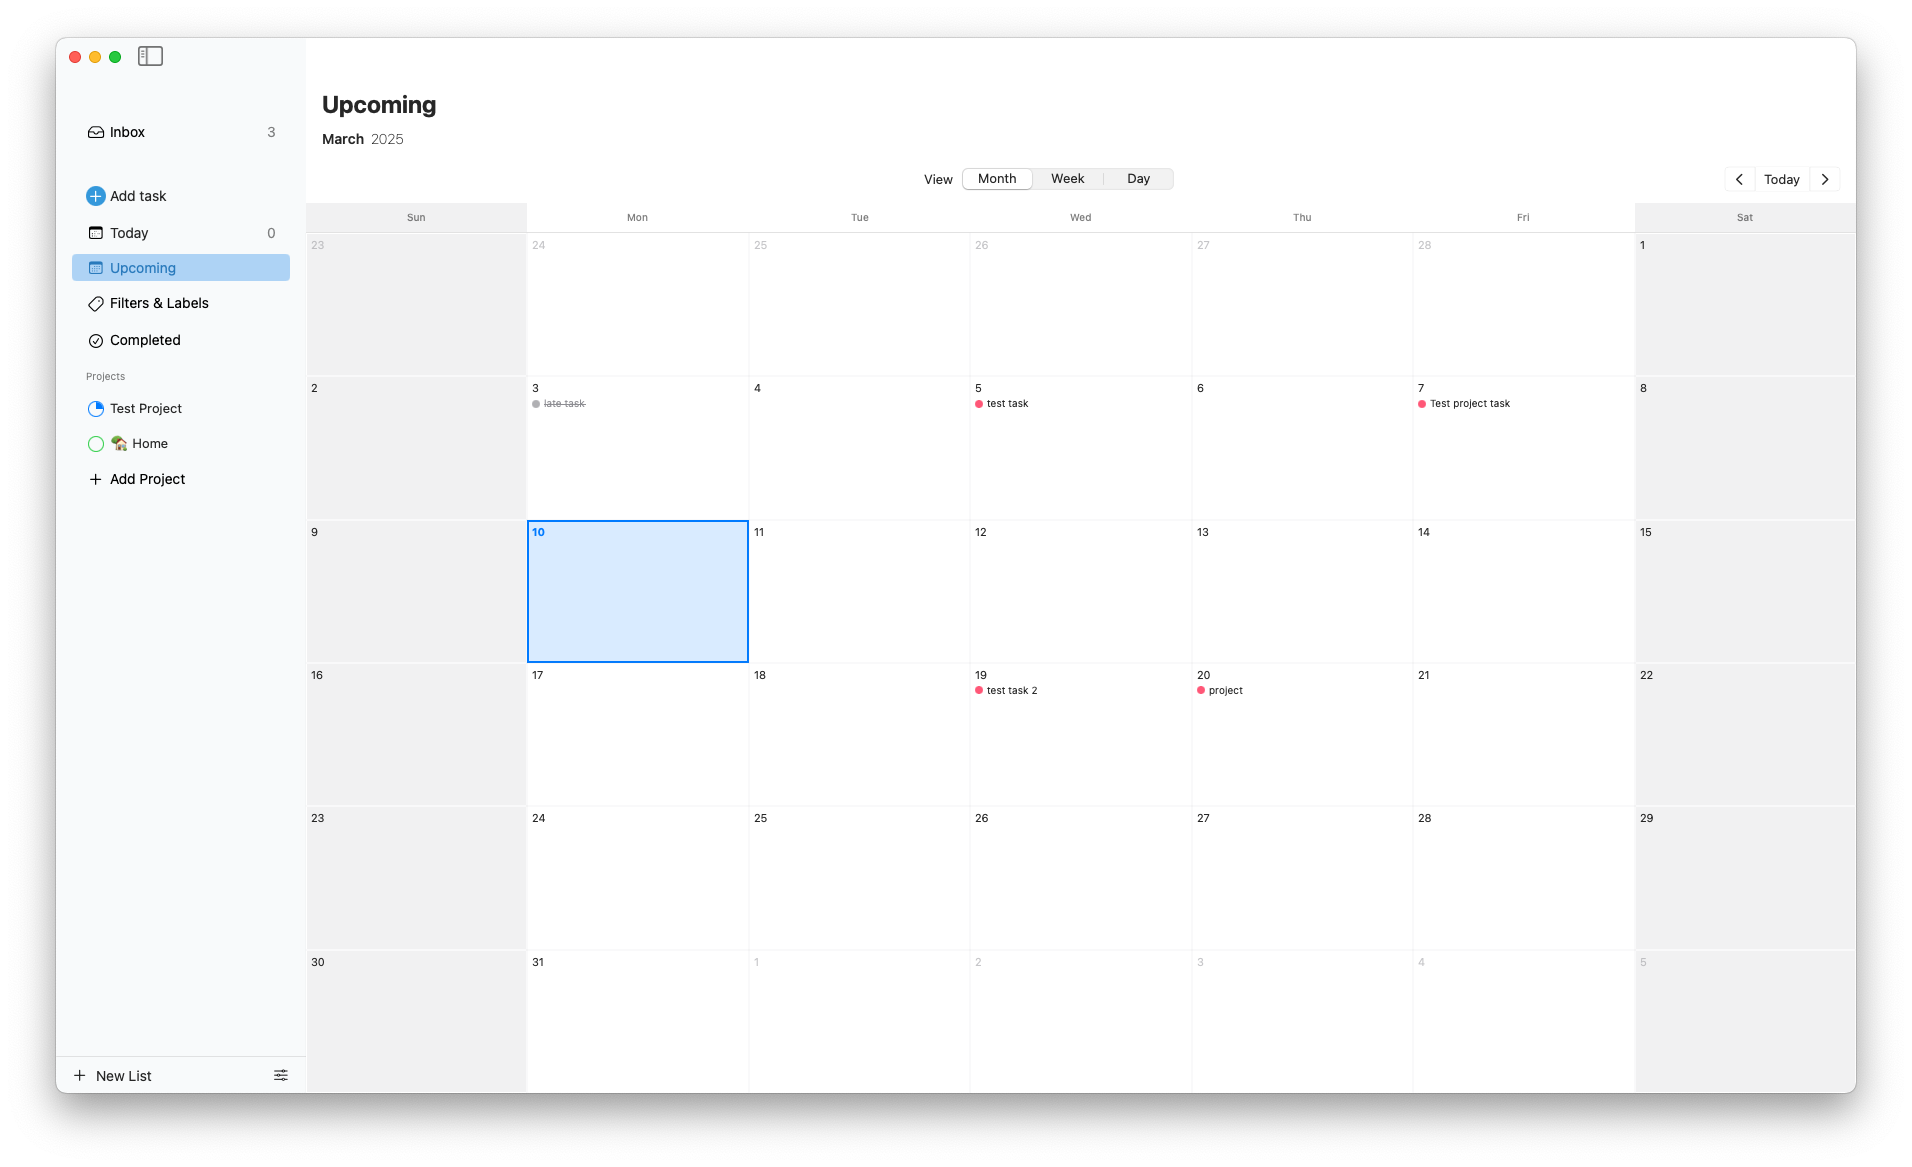 Inbox 3
Add task
Today 0
Upcoming
Filters & Labels
Completed
Projects
Test Project
Home
Add Project
New List
Upcoming
March 2025
View Month Week Day
Today
Sun Mon Tue Wed Thu Fri Sat
23 24 25 26 27 28 1
2 3 4 5 6 7 8
late task test task Test project task
9 10 11 12 13 14 15
16 17 18 19 20 21 22
test task 2 project
23 24 25 26 27 28 29
30 31 1 2 3 4 5